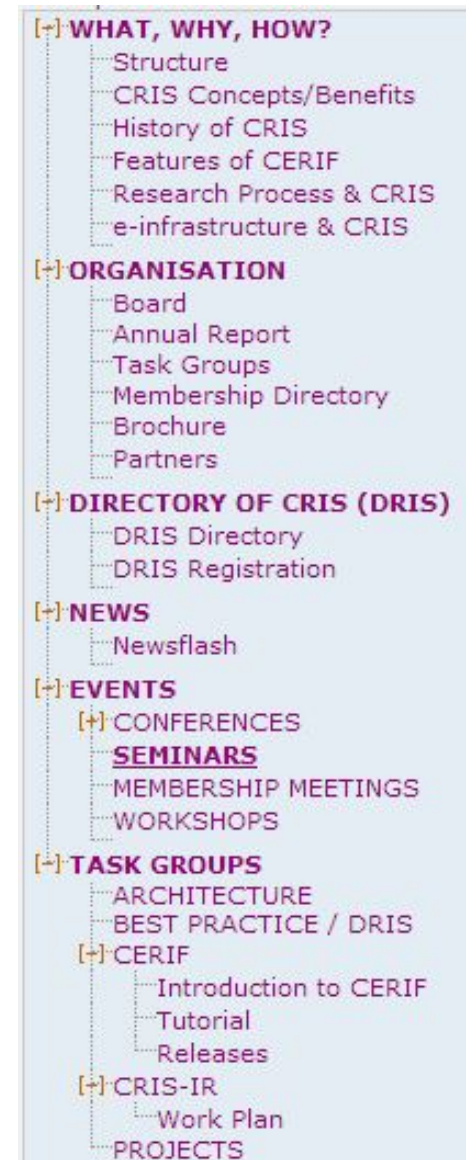 [-] WHAT, WHY, HOW?
Structure
CRIS Concepts/Benefits
History of CRIS
Features of CERIF
Research Process & CRIS
e-infrastructure & CRIS
[-] ORGANISATION
Board
Annual Report
Task Groups
Membership Directory
Brochure
Partners
[-] DIRECTORY OF CRIS (DRIS)
DRIS Directory
DRIS Registration
[-] NEWS
Newsflash
[-] EVENTS
[+] CONFERENCES
SEMINARS
MEMBERSHIP MEETINGS
WORKSHOPS
[-] TASK GROUPS
ARCHITECTURE
BEST PRACTICE / DRIS
[-] CERIF
Introduction to CERIF
Tutorial
Releases
[-] CRIS-IR
Work Plan
PROJECTS